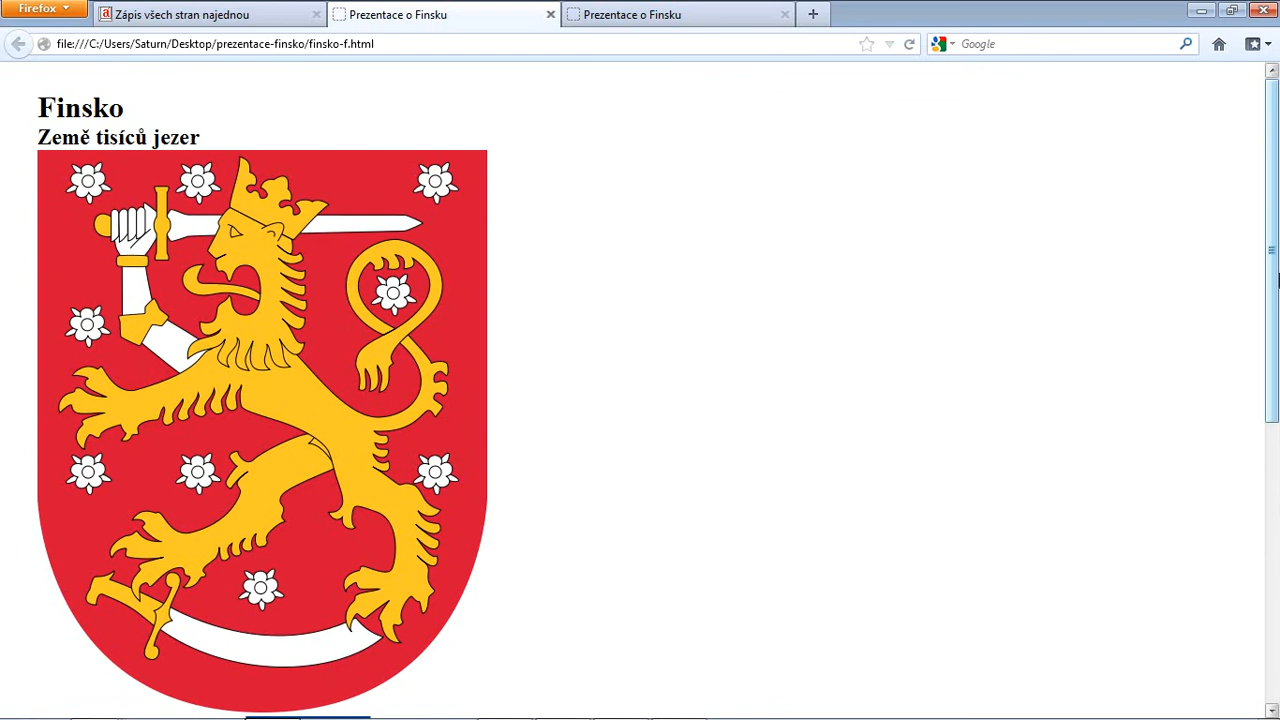 Firefox
Zápis všech stran najednou
Prezentace o Finsku
Prezentace o Finsku
file:///C:/Users/Saturn/Desktop/prezentace-finsko/finsko-f.html
Google
Finsko
Země tisíců jezer